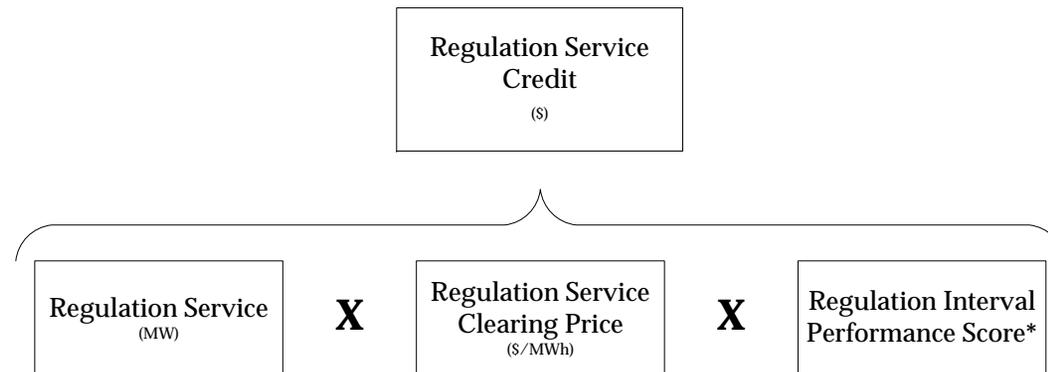 Regulation Service
Credit
($)
Regulation Service
(MW)
X
Regulation Service
Clearing Price
($/MWh)
X
Regulation Interval
Performance Score*